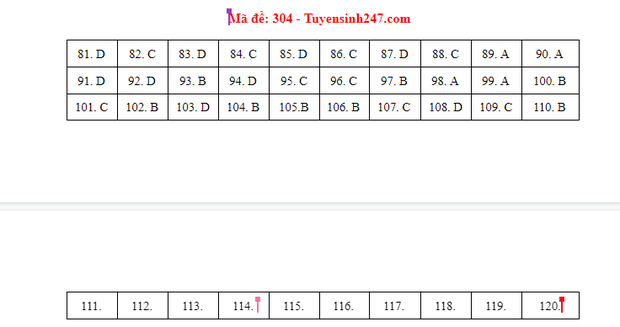 Mã đề: 304 - Tuyensinh247.com
81. D 82. C 83. D 84. C 85. D 86. C 87. D 88. C 89. A 90. A
91. D 92. D 93. B 94. D 95. C 96. C 97. B 98. A 99. A 100. B
101. C 102. B 103. D 104. B 105.B 106. B 107. C 108. D 109. C 110. B
111. 112. 113. 114. 115. 116. 117. 118. 119. 120.